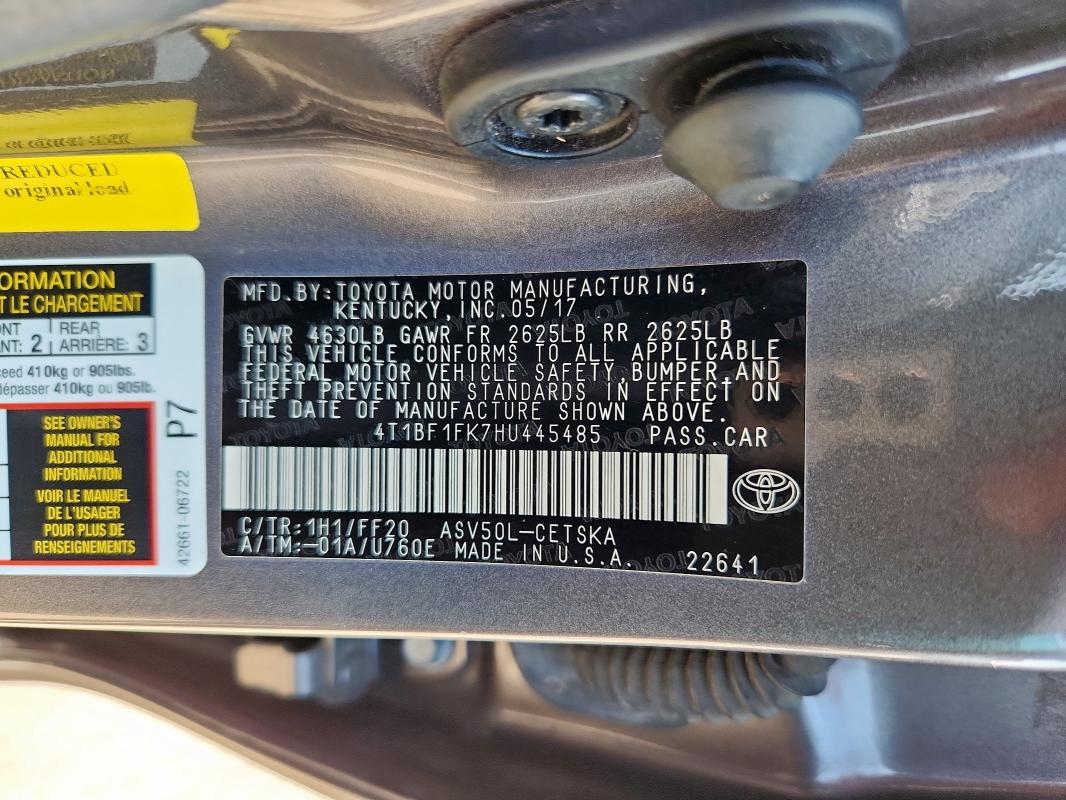 REDUCED
original load
ORMATION
T LE CHARGEMENT
ONT
ANT: 2
REAR
ARRIÈRE: 3
ceed 410kg or 905lbs.
dépasser 410kg ou 905lb.
SEE OWNER'S
MANUAL FOR
ADDITIONAL
INFORMATION
VOIR LE MANUEL
DE L'USAGER
POUR PLUS DE
RENSEIGNEMENTS
P7
42661-06722
MFD.BY:TOYOTA MOTOR MANUFACTURING,
KENTUCKY,INC.05/17
GVWR 4630LB GAWR FR 2625LB RR 2625LB
THIS VEHICLE CONFORMS TO ALL APPLICABLE
FEDERAL MOTOR VEHICLE SAFETY,BUMPER,AND
THEFT PREVENTION STANDARDS IN EFFECT ON
THE DATE OF MANUFACTURE SHOWN ABOVE.
4T1BF1FK7HU445485 PASS.CAR
C/TR:1H1/FF20 ASV50L-CETSKA
A/TM:-01A/U760E MADE IN U.S.A. 22641